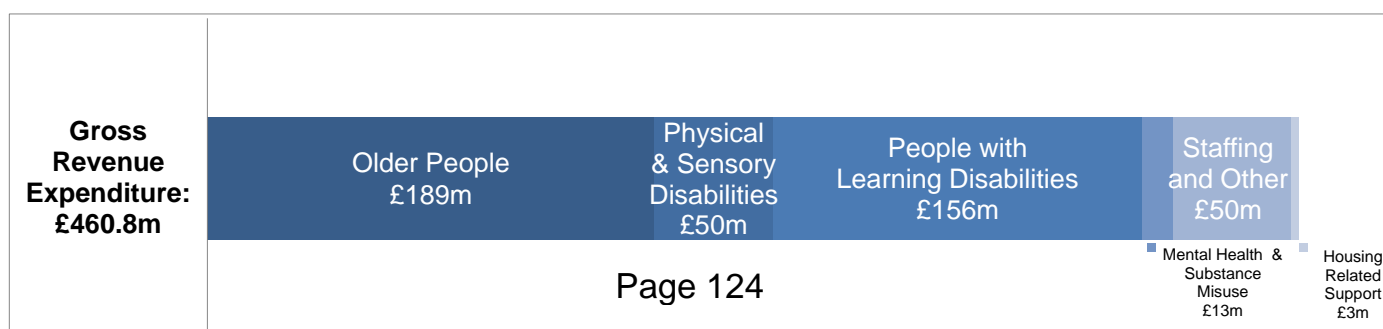 Gross
Revenue
Expenditure:
£460.8m
Older People
£189m
Physical
& Sensory
Disabilities
£50m
People with
Learning Disabilities
£156m
Staffing
and Other
£50m
Mental Health &
Substance
Misuse
£13m
Housing
Related
Support
£3m
Page 124